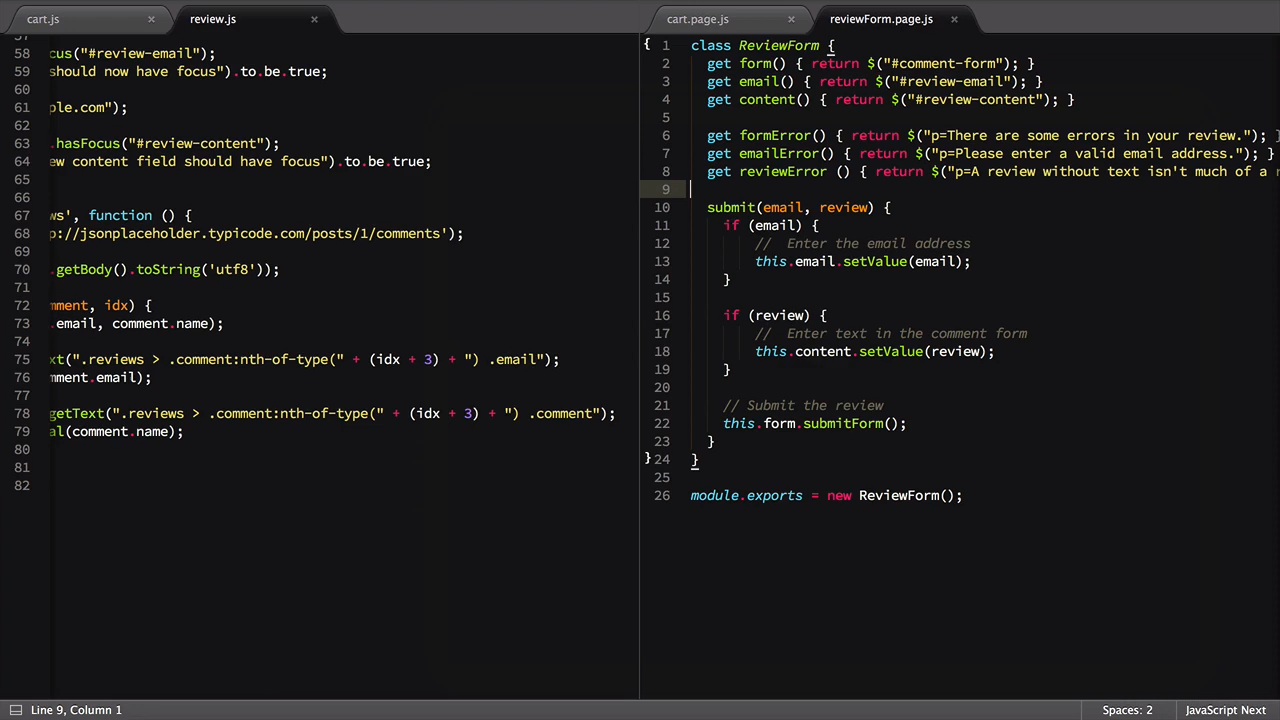 cart.js × review.js ×
57
58 cus("#review-email");
59 should now have focus").to.be.true;
60
61 ple.com");
62
63 .hasFocus("#review-content");
64 ew content field should have focus").to.be.true;
65
66
67 ws', function () {
68 p://jsonplaceholder.typicode.com/posts/1/comments');
69
70 .getBody().toString('utf8'));
71
72 mment, idx) {
73 .email, comment.name);
74
75 xt(".reviews > .comment:nth-of-type(" + (idx + 3) + ") .email");
76 mment.email);
77
78 getText(".reviews > .comment:nth-of-type(" + (idx + 3) + ") .comment");
79 al(comment.name);
80
81
82
cart.page.js × reviewForm.page.js ×
{ 1 class ReviewForm {
2 get form() { return $("#comment-form"); }
3 get email() { return $("#review-email"); }
4 get content() { return $("#review-content"); }
5
6 get formError() { return $("p=There are some errors in your review."); }
7 get emailError() { return $("p=Please enter a valid email address."); }
8 get reviewError () { return $("p=A review without text isn't much of a r
9
10 submit(email, review) {
11 if (email) {
12 // Enter the email address
13 this.email.setValue(email);
14 }
15
16 if (review) {
17 // Enter text in the comment form
18 this.content.setValue(review);
19 }
20
21 // Submit the review
22 this.form.submitForm();
23 }
} 24 }
25
26 module.exports = new ReviewForm();
Line 9, Column 1 Spaces: 2 JavaScript Next